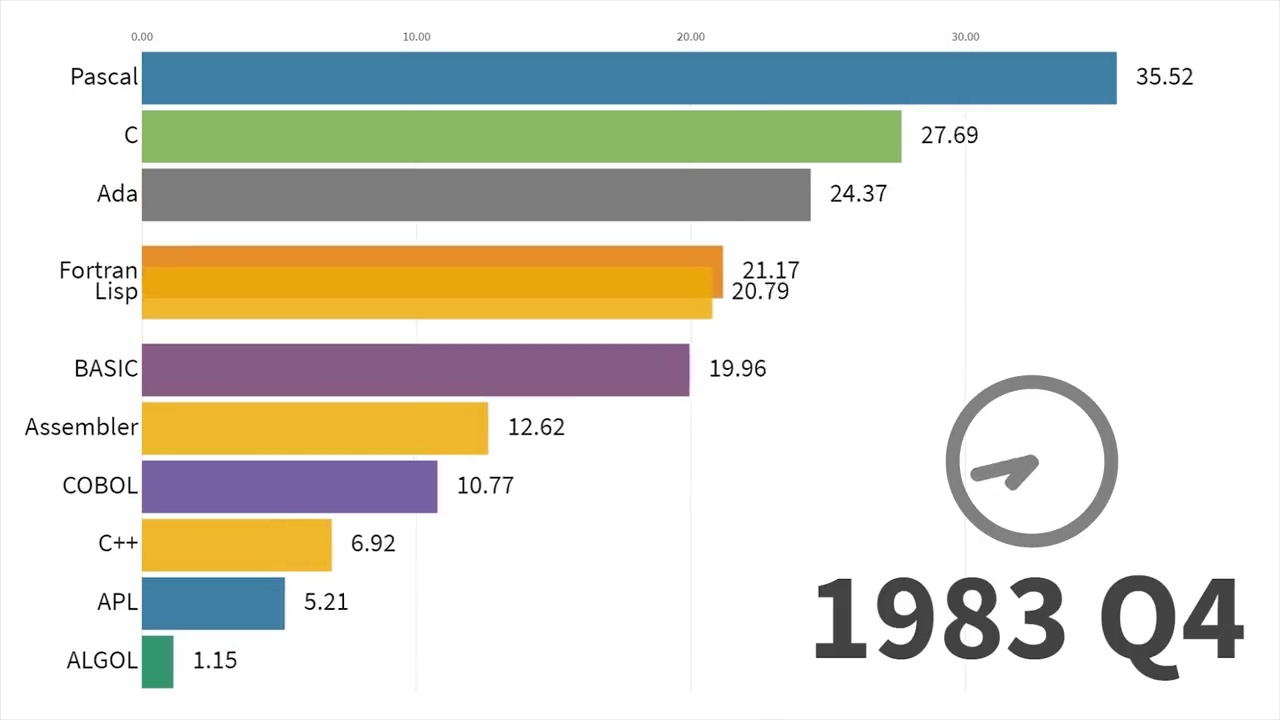 0.00 10.00 20.00 30.00
Pascal 35.52
C 27.69
Ada 24.37
Fortran 21.17
Lisp 20.79
BASIC 19.96
Assembler 12.62
COBOL 10.77
C++ 6.92
APL 5.21
ALGOL 1.15
1983 Q4